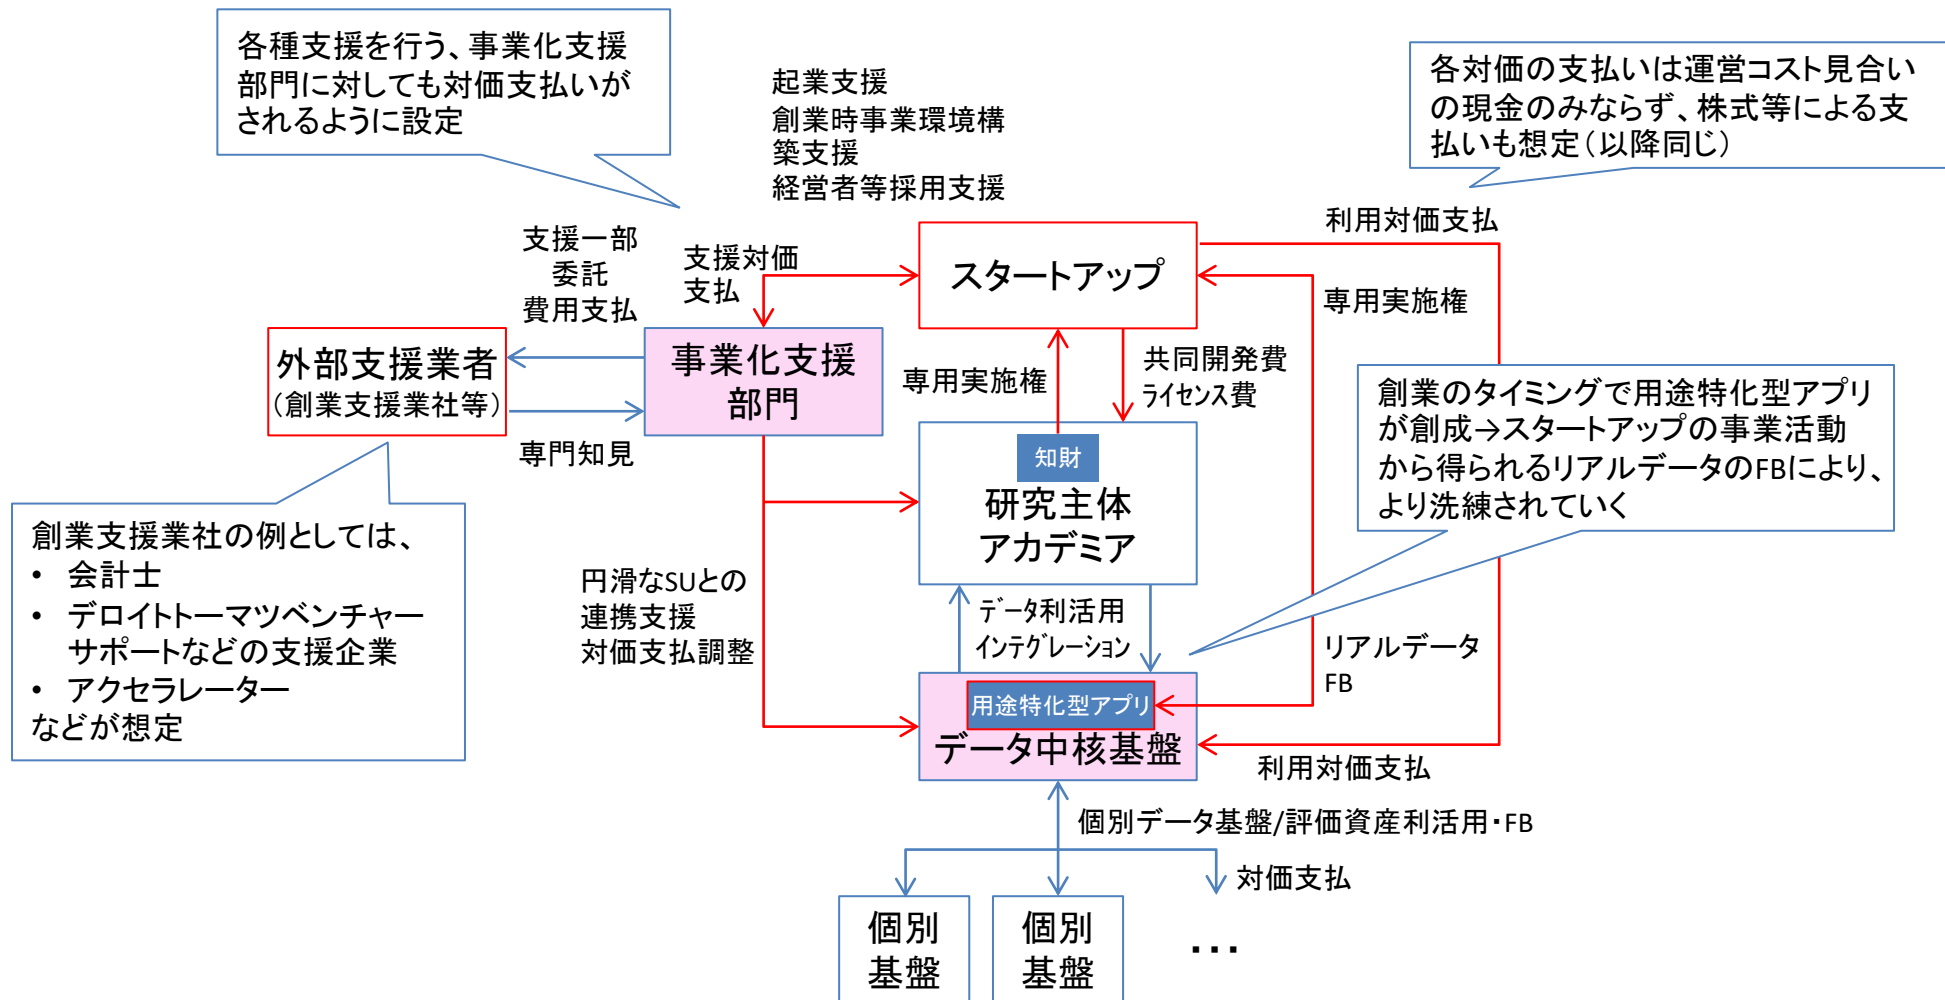 各種支援を行う、事業化支援
部門に対しても対価支払いが
されるように設定
起業支援
創業時事業環境構
築支援
経営者等採用支援
各対価の支払いは運営コスト見合い
の現金のみならず、株式等による支
払いも想定（以降同じ）
利用対価支払
支援一部
委託
費用支払
支援対価
支払
スタートアップ
専用実施権
外部支援業者
（創業支援業社等）
事業化支援
部門
専用実施権
共同開発費
ライセンス費
創業のタイミングで用途特化型アプリ
が創成→スタートアップの事業活動
から得られるリアルデータのFBにより、
より洗練されていく
専門知見
知財
研究主体
アカデミア
創業支援業社の例としては、
• 会計士
• デロイトトーマツベンチャー
サポートなどの支援企業
• アクセラレーター
などが想定
円滑なSUとの
連携支援
対価支払調整
ﾃﾞｰﾀ利活用
ｲﾝﾃｸﾞﾚｰｼｮﾝ
リアルデータ
FB
用途特化型アプリ
データ中核基盤
利用対価支払
個別データ基盤/評価資産利活用・FB
対価支払
個別
基盤
個別
基盤
・・・